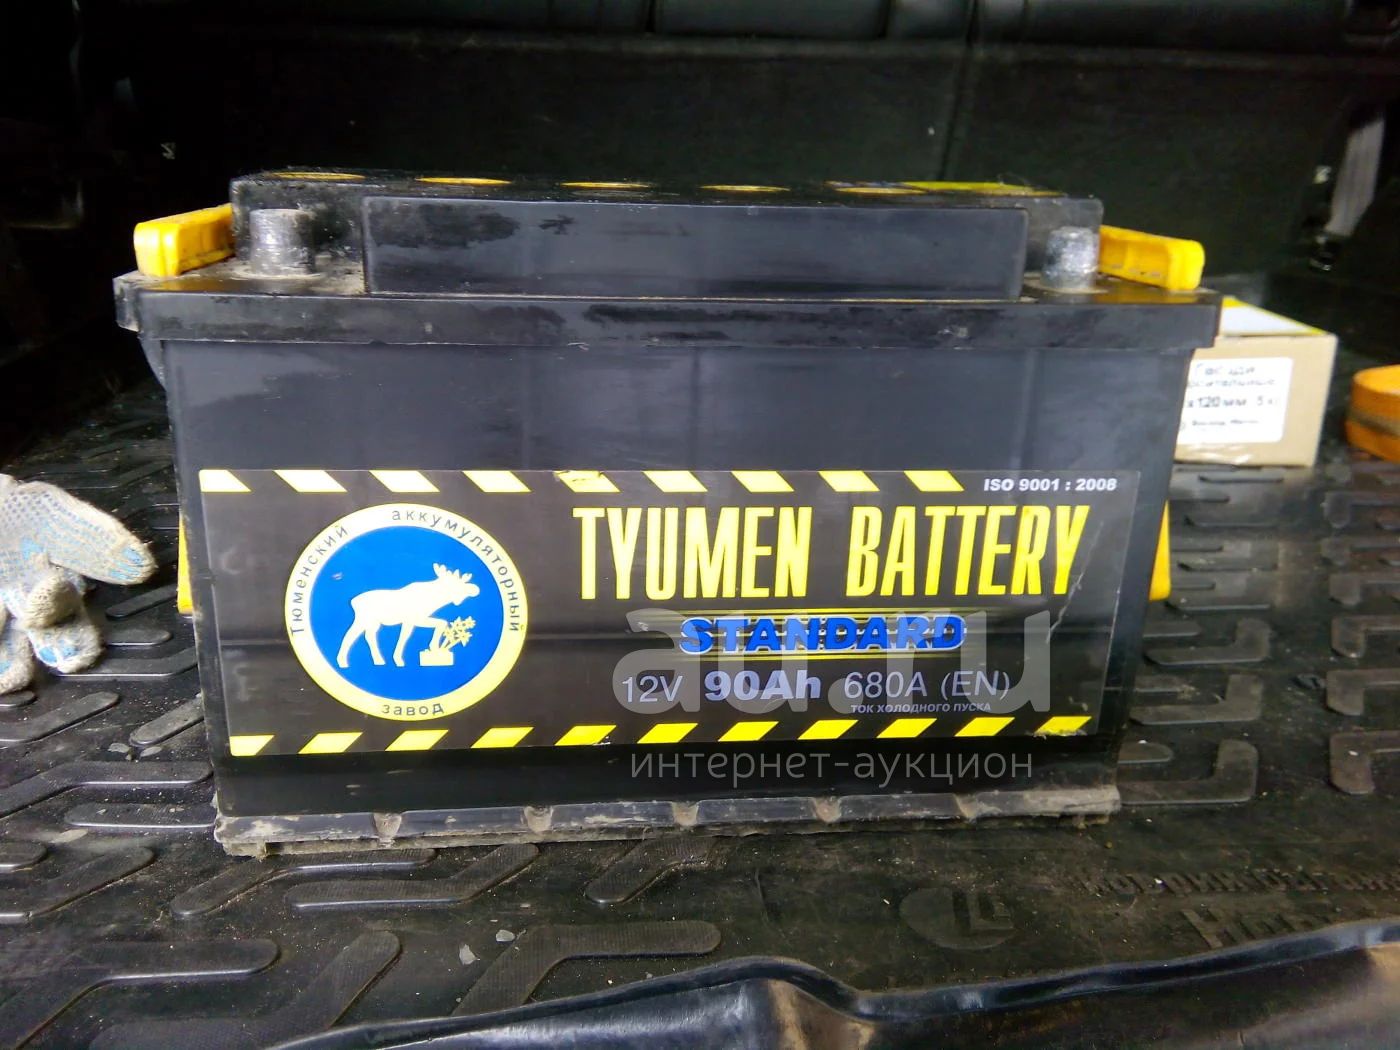 ISO 9001 : 2008
TYUMEN BATTERY
STANDARD
12V 90Ah 680A (EN)
ТОК ХОЛОДНОГО ПУСКА
Тюменский аккумуляторный
завод
au.ru
интернет-аукцион
120мм